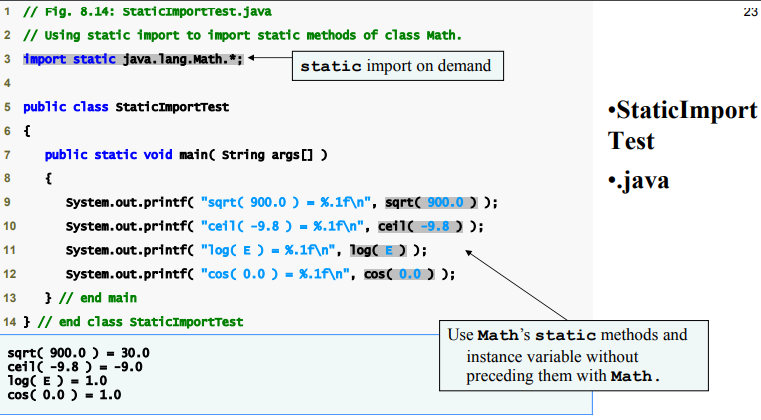 23
1 // Fig. 8.14: StaticImportTest.java
2 // Using static import to import static methods of class Math.
3 import static java.lang.Math.*;
static import on demand
4
5 public class StaticImportTest
6 {
7 public static void main( String args[] )
8 {
9 System.out.printf( "sqrt( 900.0 ) = %.1f\n", sqrt( 900.0 ) );
10 System.out.printf( "ceil( -9.8 ) = %.1f\n", ceil( -9.8 ) );
11 System.out.printf( "log( E ) = %.1f\n", log( E ) );
12 System.out.printf( "cos( 0.0 ) = %.1f\n", cos( 0.0 ) );
13 } // end main
14 } // end class StaticImportTest
Use Math's static methods and
instance variable without
preceding them with Math.
sqrt( 900.0 ) = 30.0
ceil( -9.8 ) = -9.0
log( E ) = 1.0
cos( 0.0 ) = 1.0
•StaticImport
Test
•.java